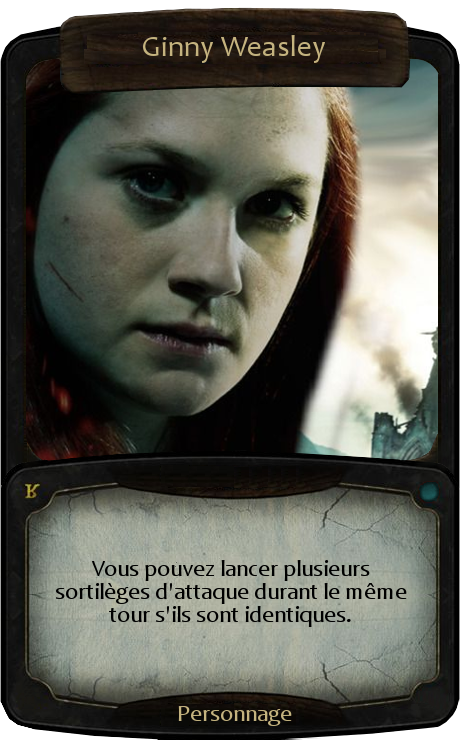 Ginny Weasley
Vous pouvez lancer plusieurs
sortilèges d'attaque durant le même
tour s'ils sont identiques.
Personnage